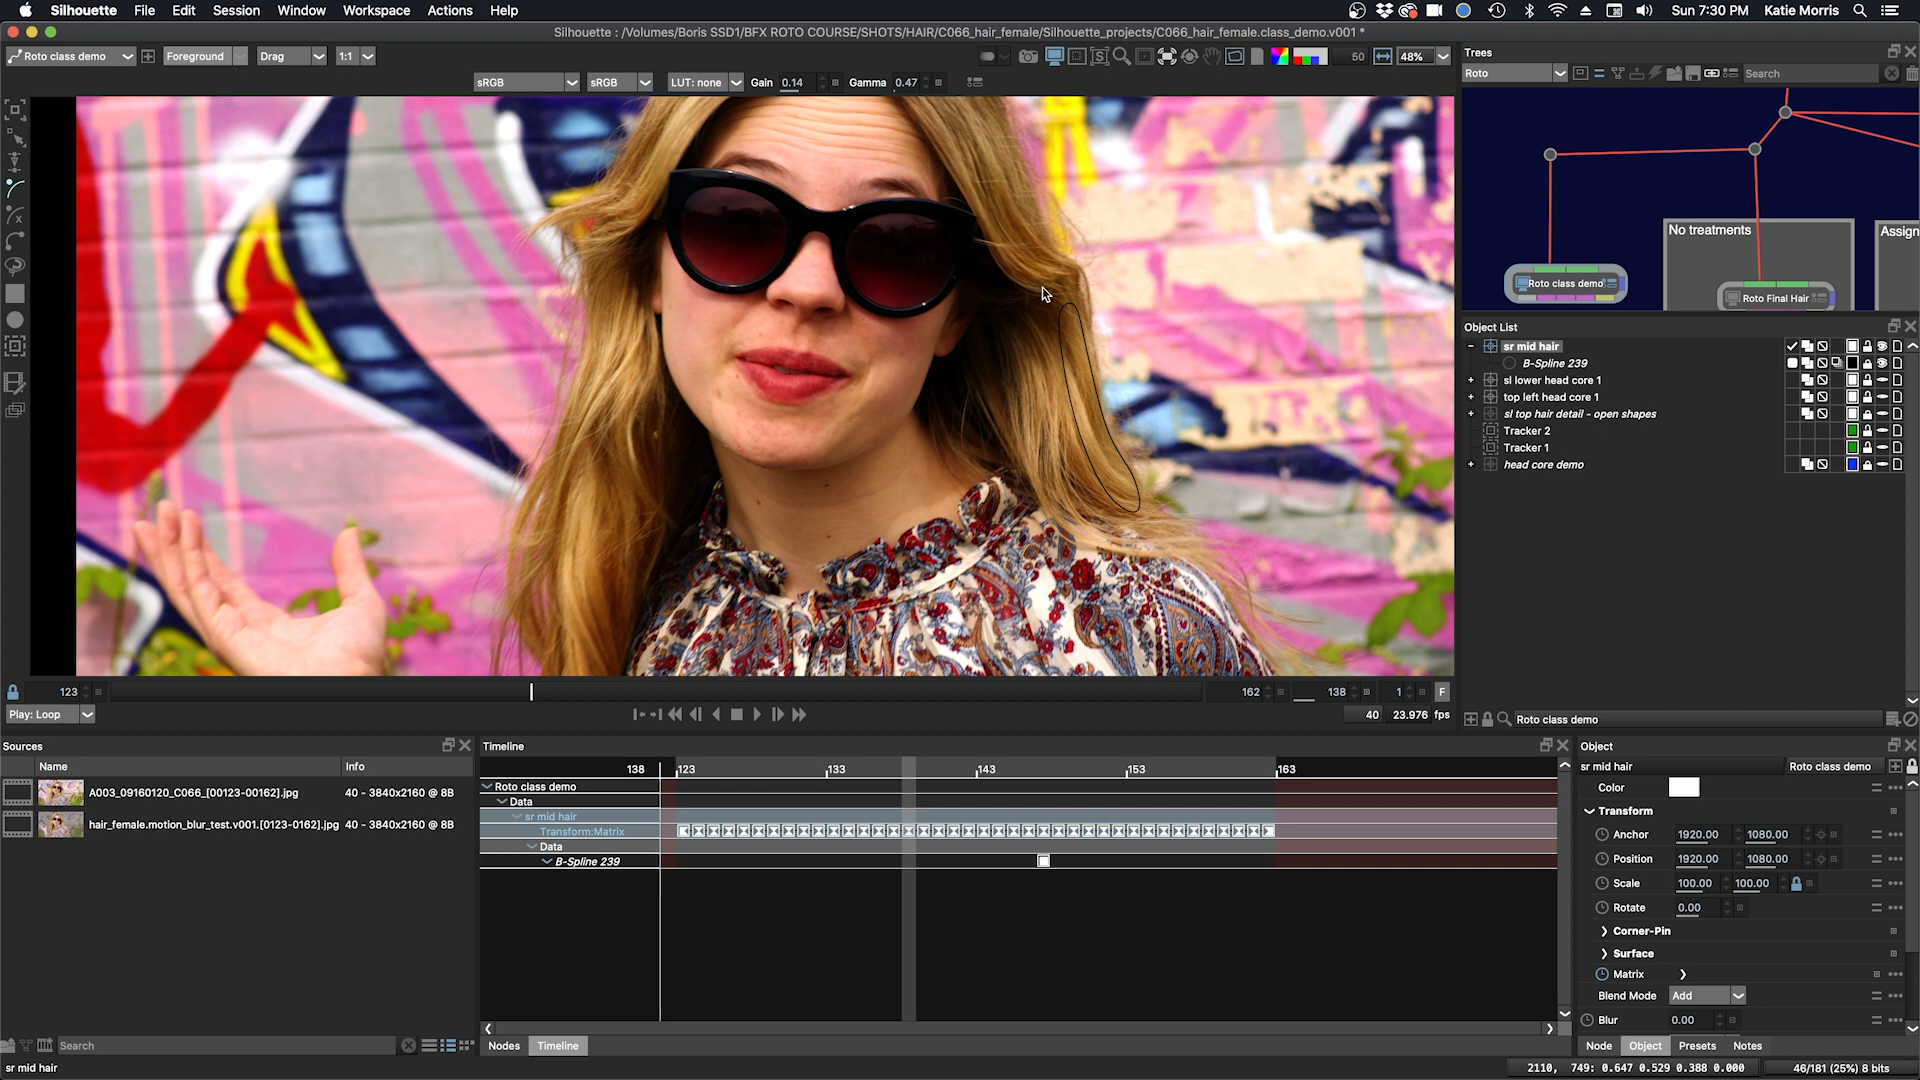 Silhouette File Edit Session Window Workspace Actions Help Sun 7:30 PM Katie Morris
Silhouette : /Volumes/Boris SSD1/BFX ROTO COURSE/SHOTS/HAIR/C066_hair_female/Silhouette_projects/C066_hair_female.class_demo.v001 *
Roto class demo Foreground Drag 1:1 50 48%
sRGB sRGB LUT: none Gain 0.14 Gamma 0.47
Trees
Roto Search
No treatments
Assign
Roto class demo
Roto Final Hair
Object List
sr mid hair
B-Spline 239
sl lower head core 1
top left head core 1
sl top hair detail - open shapes
Tracker 2
Tracker 1
head core demo
Roto class demo
123 162 138 1 F
Play: Loop 40 23.976 fps
Sources
Name Info
A003_09160120_C066_[00123-00162].jpg 40 - 3840x2160 @ 8B
hair_female.motion_blur_test.v001.[0123-0162].jpg 40 - 3840x2160 @ 8B
Search
Timeline
138 123 133 143 153 163
Roto class demo
Data
sr mid hair
Transform:Matrix
Data
B-Spline 239
Nodes Timeline
Object
sr mid hair Roto class demo
Color
Transform
Anchor 1920.00 1080.00
Position 1920.00 1080.00
Scale 100.00 100.00
Rotate 0.00
Corner-Pin
Surface
Matrix
Blend Mode Add
Blur 0.00
Node Object Presets Notes
sr mid hair 2110, 749: 0.647 0.529 0.388 0.000 46/181 (25%) 8 bits